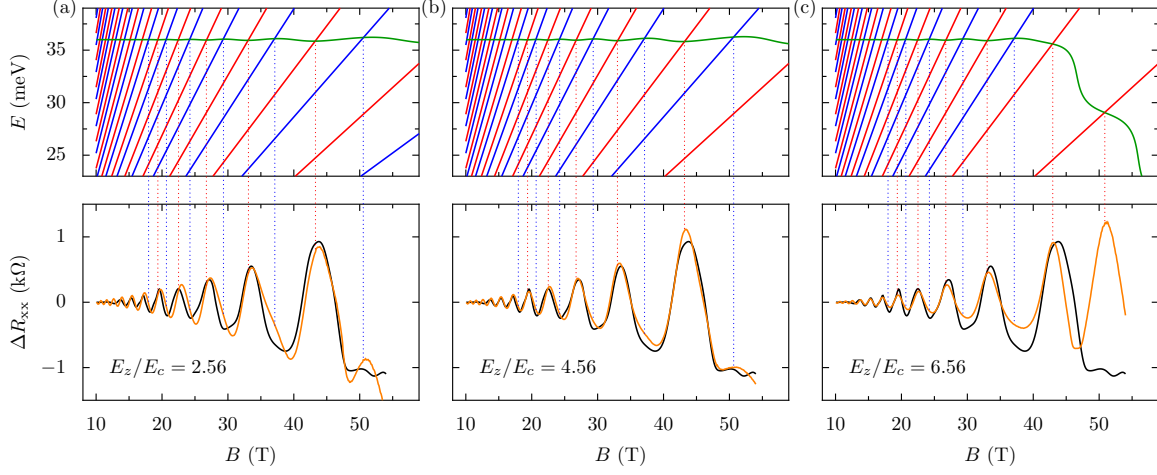 (a)
(b)
(c)
E (meV)
35
30
25
ΔR_xx (kΩ)
1
0
−1
E_z/E_c = 2.56
E_z/E_c = 4.56
E_z/E_c = 6.56
10 20 30 40 50
10 20 30 40 50
10 20 30 40 50
B (T)
B (T)
B (T)